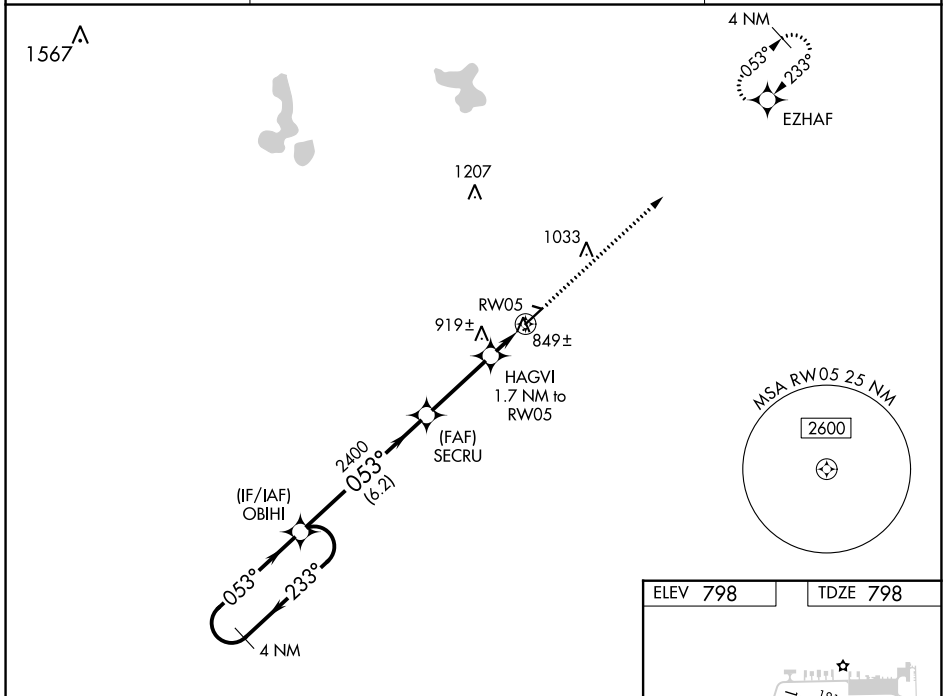 1567
4 NM
053°
233°
EZHAF
1207
1033
RW05
919±
849±
HAGVI
1.7 NM to
RW05
(FAF)
SECRU
2400
053°
(6.2)
(IF/IAF)
OBIHI
053°
233°
4 NM
MSA RW05 25 NM
2600
ELEV 798
TDZE 798